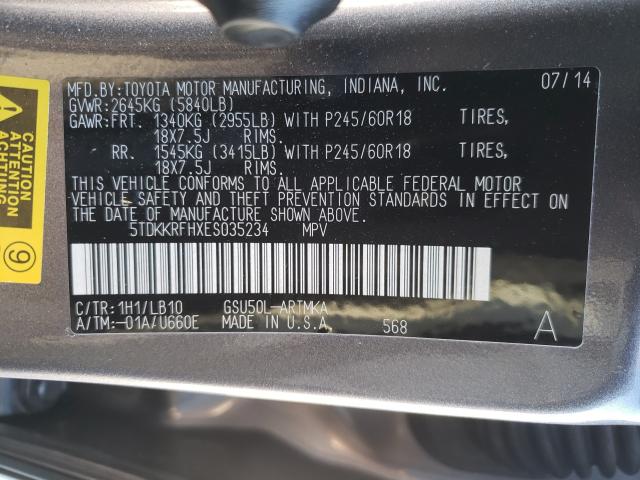 MFD.BY:TOYOTA MOTOR MANUFACTURING, INDIANA, INC. 07/14
GVWR:2645KG (5840LB)
GAWR:FRT. 1340KG (2955LB) WITH P245/60R18 TIRES,
18X7.5J RIMS.
RR. 1545KG (3415LB) WITH P245/60R18 TIRES,
18X7.5J RIMS.
THIS VEHICLE CONFORMS TO ALL APPLICABLE FEDERAL MOTOR
VEHICLE SAFETY AND THEFT PREVENTION STANDARDS IN EFFECT ON
THE DATE OF MANUFACTURE SHOWN ABOVE.
5TDKKRFHXES035234 MPV
C/TR:1H1/LB10 GSU50L-ARTMKA
A/TM:-01A/U660E MADE IN U.S.A 568 A
9